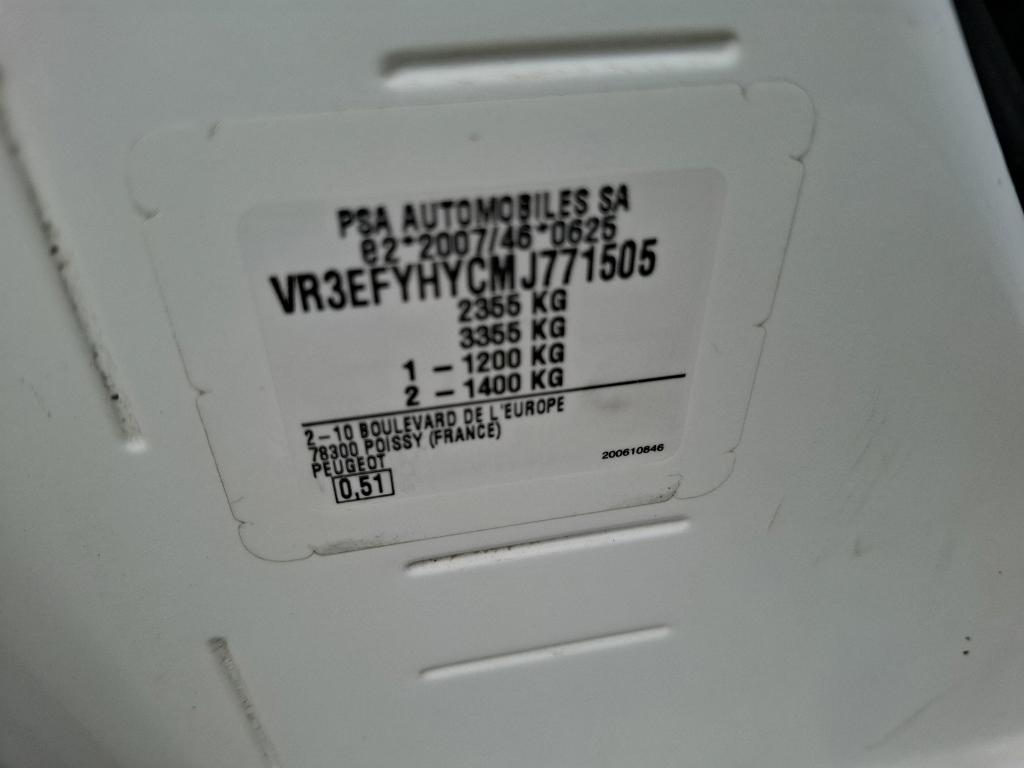 PSA AUTOMOBILES SA
e2*2007/46*0625
VR3EFYHYCMJ771505
2355 KG
3355 KG
1 – 1200 KG
2 – 1400 KG
2–10 BOULEVARD DE L'EUROPE
78300 POISSY (FRANCE)
PEUGEOT
0,51
200610846